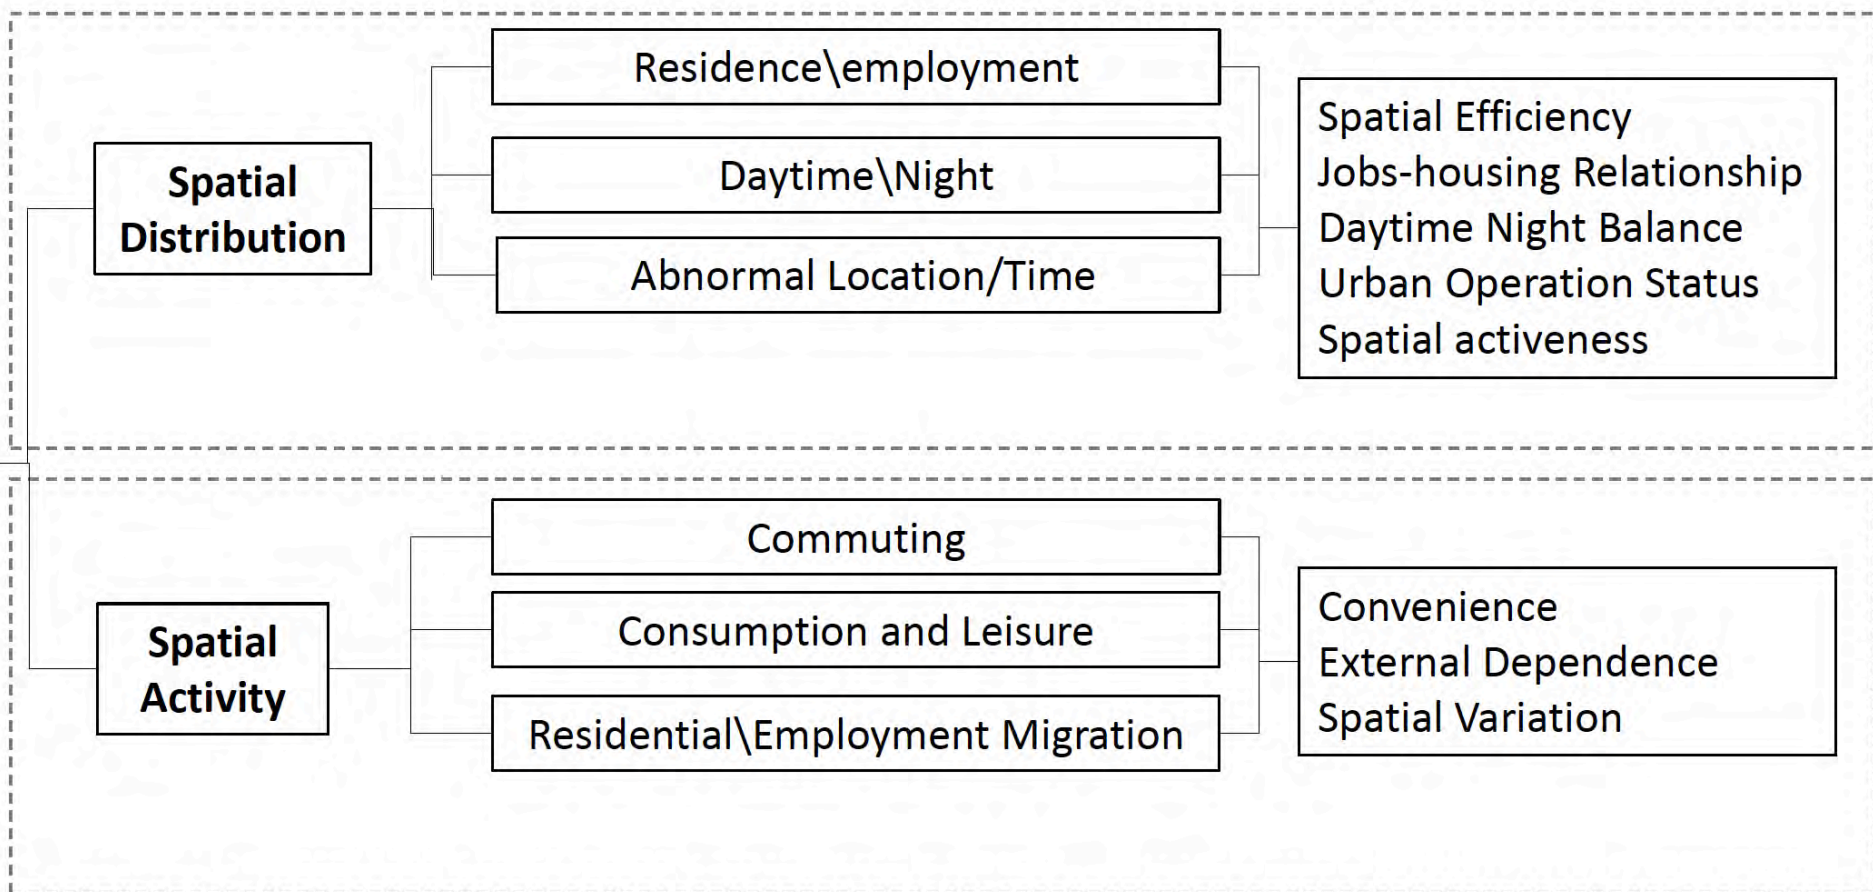 Spatial
Distribution
Residence\employment
Daytime\Night
Abnormal Location/Time
Spatial Efficiency
Jobs-housing Relationship
Daytime Night Balance
Urban Operation Status
Spatial activeness
Spatial
Activity
Commuting
Consumption and Leisure
Residential\Employment Migration
Convenience
External Dependence
Spatial Variation